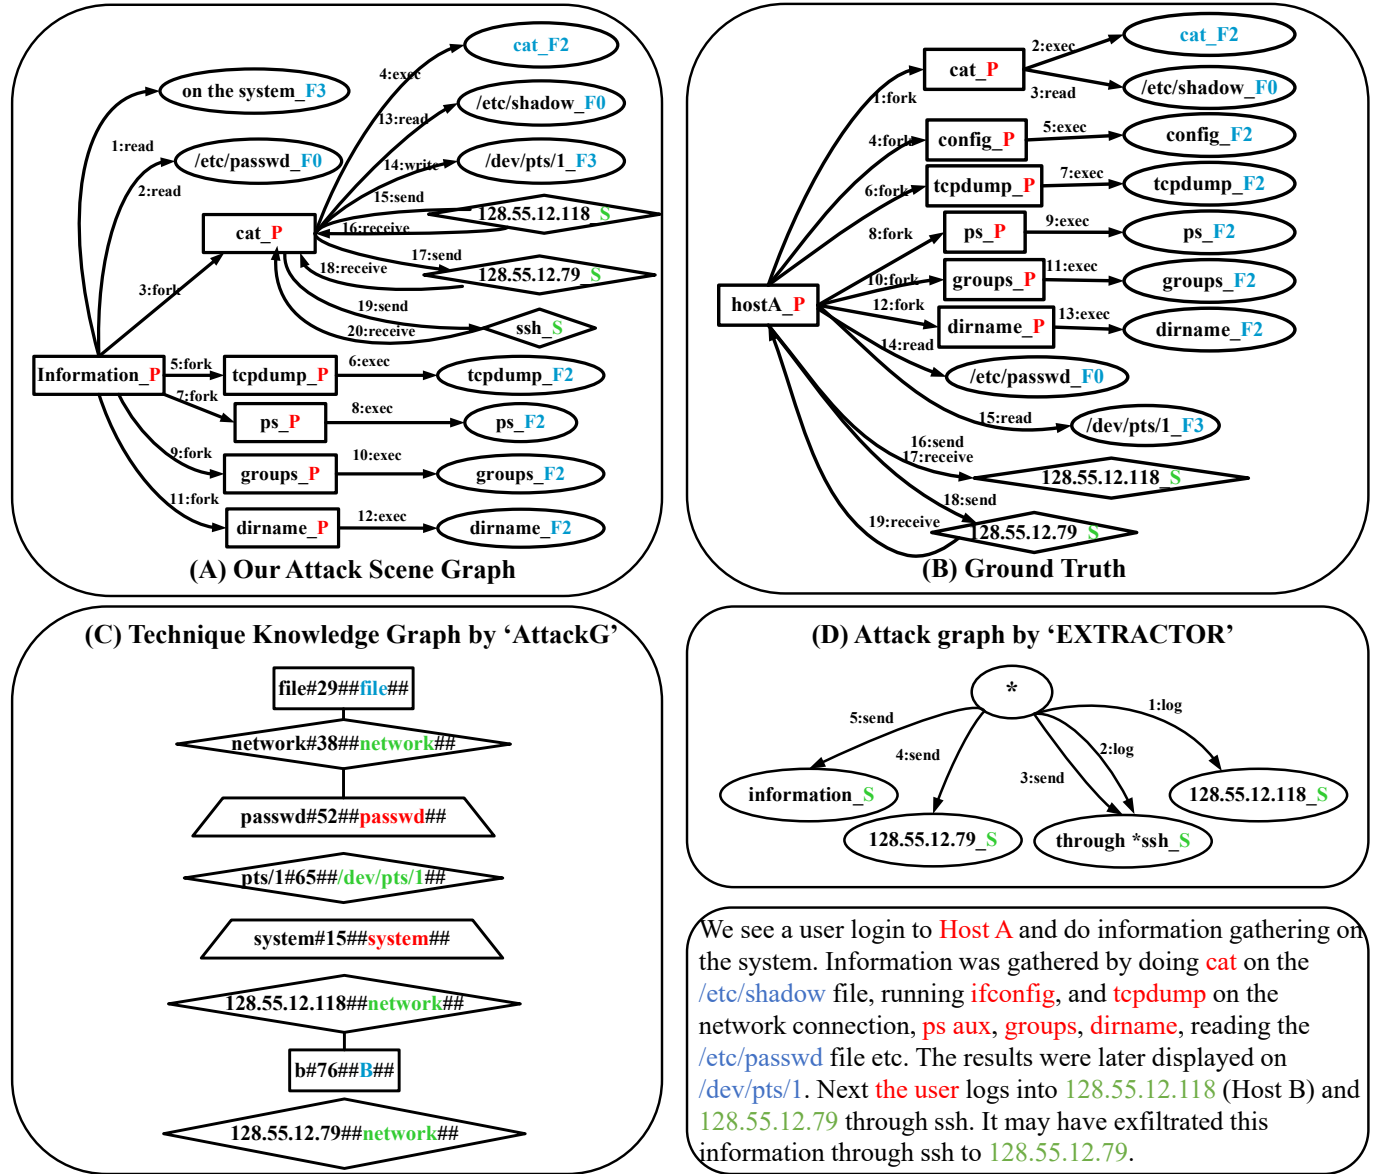 cat_F2
4:exec
on the system_F3
/etc/shadow_F0
13:read
1:read
/etc/passwd_F0
14:write
/dev/pts/1_F3
2:read
15:send
128.55.12.118_S
16:receive
cat_P
17:send
18:receive
128.55.12.79_S
3:fork
19:send
20:receive
ssh_S
Information_P
5:fork
tcpdump_P
6:exec
tcpdump_F2
7:fork
ps_P
8:exec
ps_F2
9:fork
groups_P
10:exec
groups_F2
11:fork
dirname_P
12:exec
dirname_F2
(A) Our Attack Scene Graph
cat_F2
2:exec
cat_P
3:read
/etc/shadow_F0
1:fork
4:fork
config_P
5:exec
config_F2
6:fork
tcpdump_P
7:exec
tcpdump_F2
8:fork
ps_P
9:exec
ps_F2
10:fork
groups_P
11:exec
groups_F2
hostA_P
12:fork
dirname_P
13:exec
dirname_F2
14:read
/etc/passwd_F0
15:read
/dev/pts/1_F3
16:send
17:receive
128.55.12.118_S
18:send
19:receive
128.55.12.79_S
(B) Ground Truth
(C) Technique Knowledge Graph by ‘AttackG’
file#29##file##
network#38##network##
passwd#52##passwd##
pts/1#65##/dev/pts/1##
system#15##system##
128.55.12.118##network##
b#76##B##
128.55.12.79##network##
(D) Attack graph by ‘EXTRACTOR’
*
1:log
5:send
2:log
4:send
3:send
information_S
128.55.12.118_S
128.55.12.79_S
through *ssh_S
We see a user login to Host A and do information gathering on
the system. Information was gathered by doing cat on the
/etc/shadow file, running ifconfig, and tcpdump on the
network connection, ps aux, groups, dirname, reading the
/etc/passwd file etc. The results were later displayed on
/dev/pts/1. Next the user logs into 128.55.12.118 (Host B) and
128.55.12.79 through ssh. It may have exfiltrated this
information through ssh to 128.55.12.79.